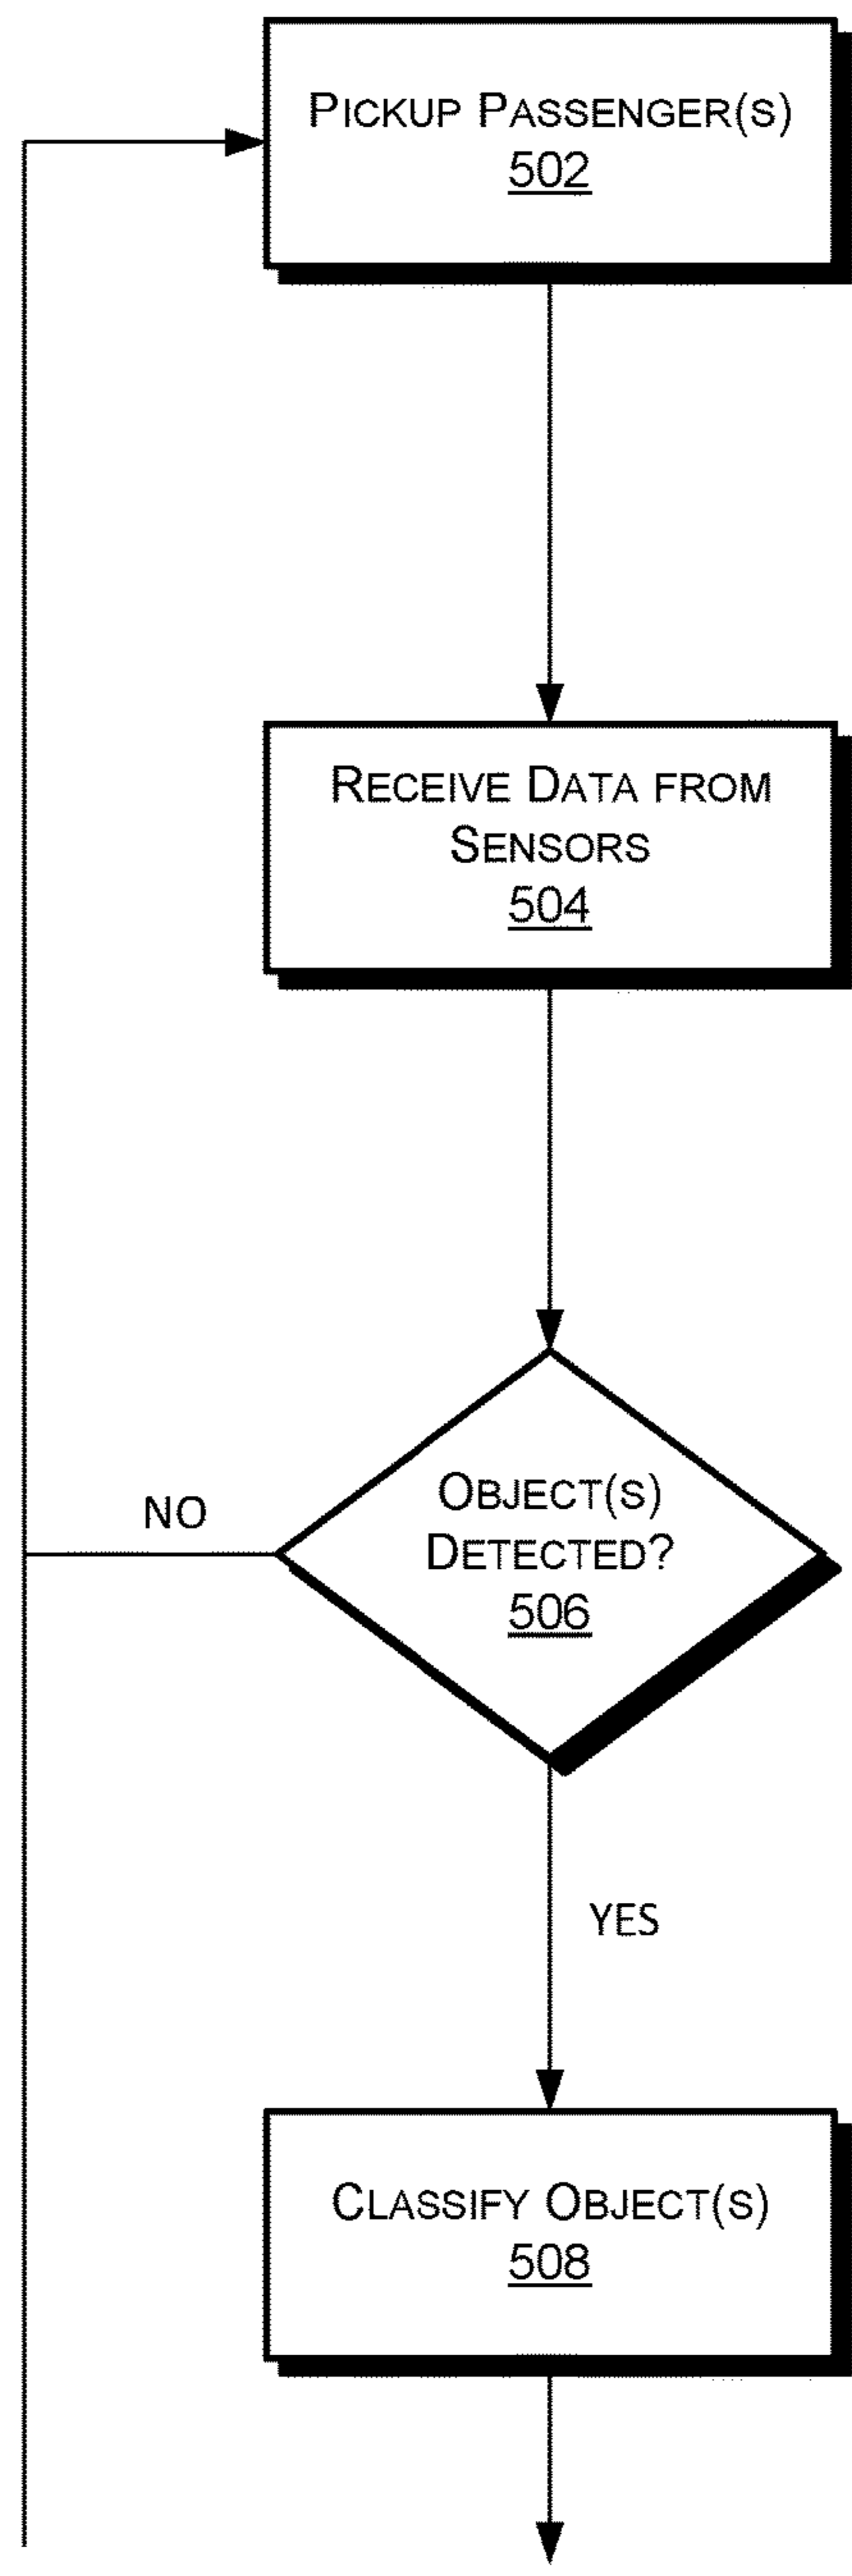 PICKUP PASSENGER(S)
502
RECEIVE DATA FROM
SENSORS
504
OBJECT(S)
DETECTED?
506
NO
YES
CLASSIFY OBJECT(S)
508